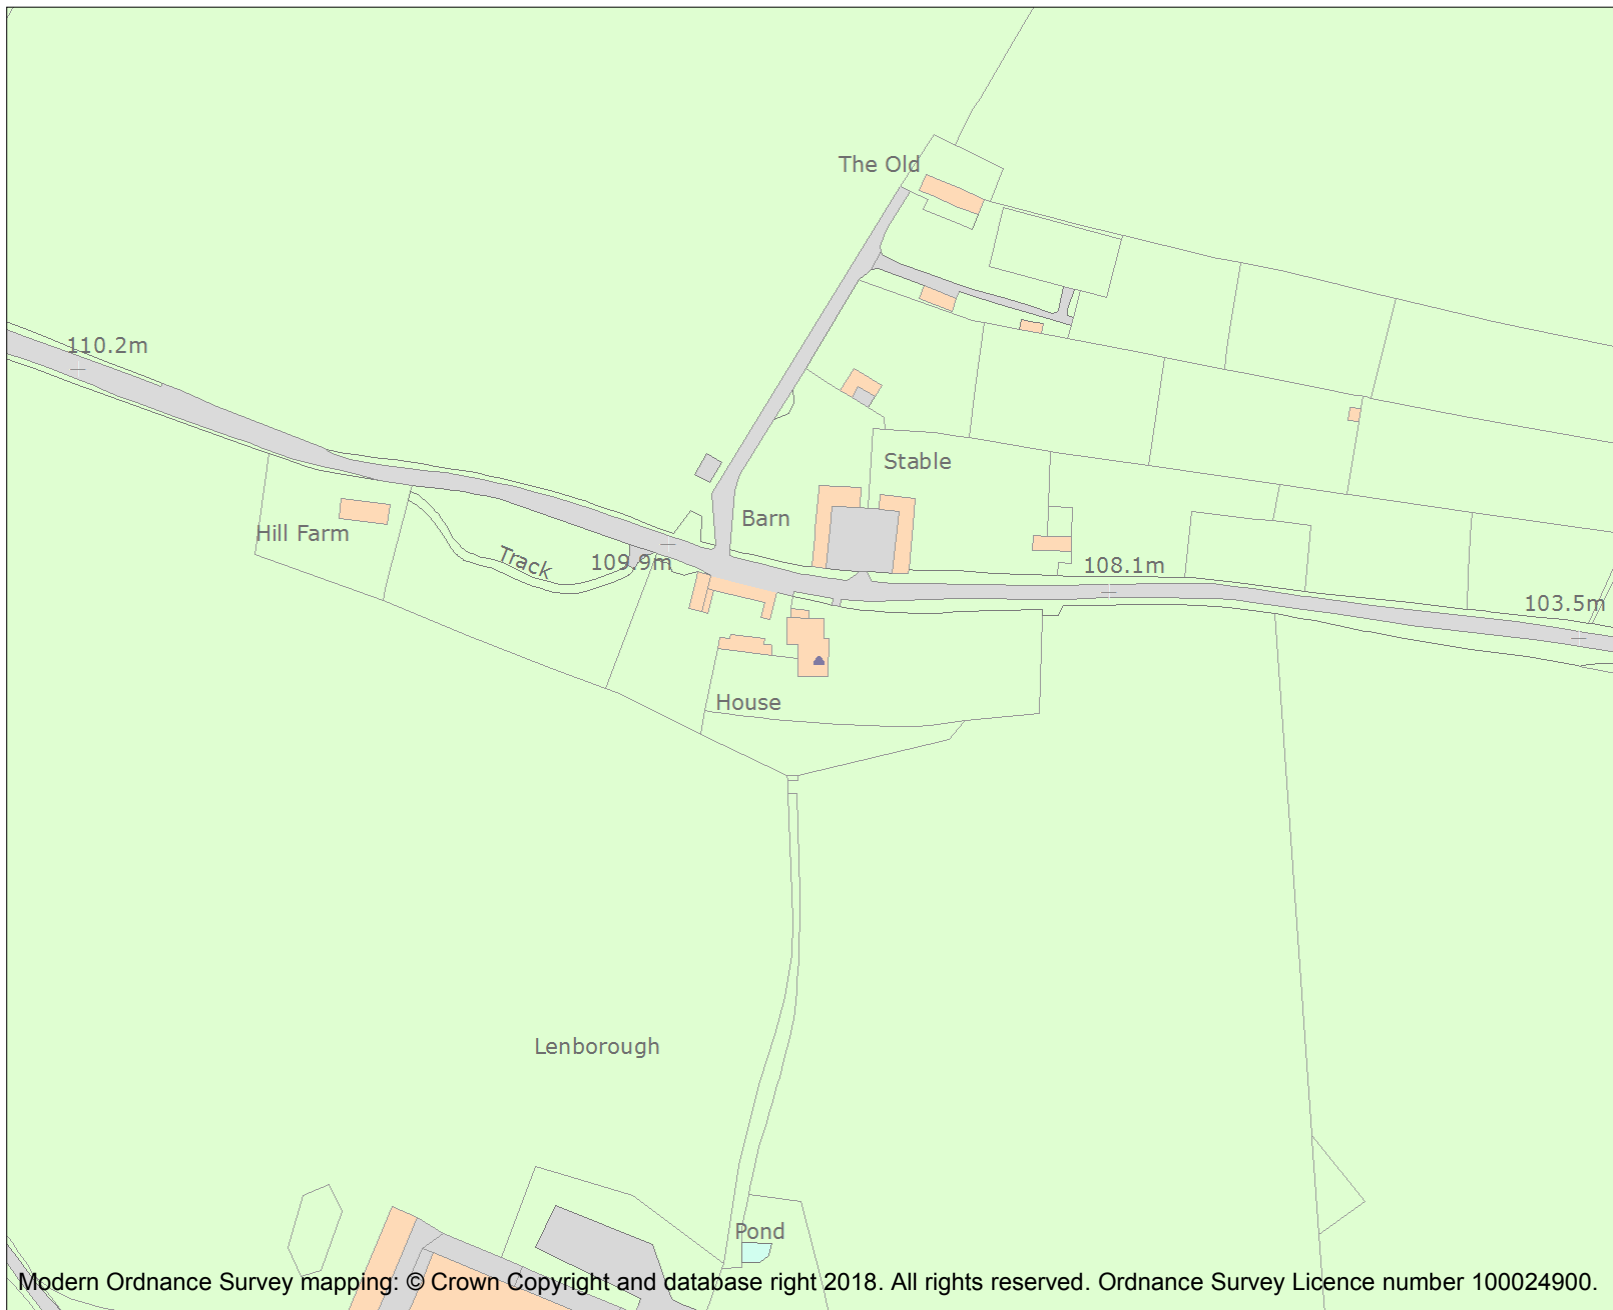 The Old
110.2m
Stable
Barn
Hill Farm
Track
109.9m
108.1m
103.5m
House
Lenborough
Pond
Modern Ordnance Survey mapping: © Crown Copyright and database right 2018. All rights reserved. Ordnance Survey Licence number 100024900.